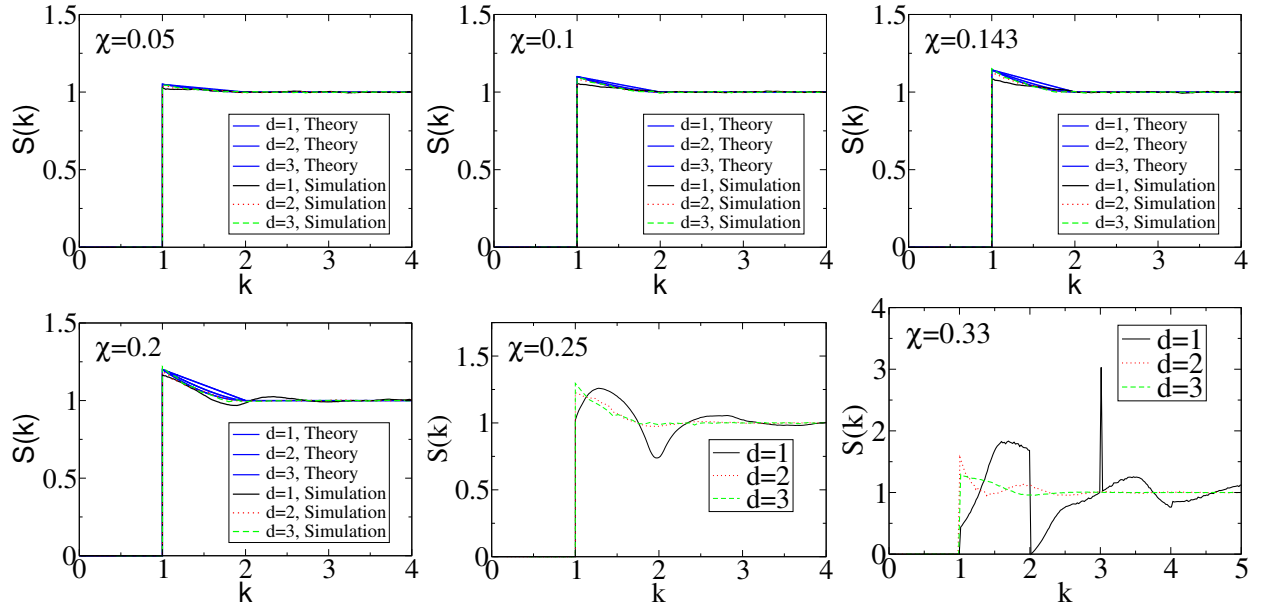 1.5
χ=0.05
1
S(k)
0.5
0
d=1, Theory
d=2, Theory
d=3, Theory
d=1, Simulation
d=2, Simulation
d=3, Simulation
0 1 2 3 4
k
1.5
χ=0.1
1
S(k)
0.5
0
d=1, Theory
d=2, Theory
d=3, Theory
d=1, Simulation
d=2, Simulation
d=3, Simulation
0 1 2 3 4
k
1.5
χ=0.143
1
S(k)
0.5
0
d=1, Theory
d=2, Theory
d=3, Theory
d=1, Simulation
d=2, Simulation
d=3, Simulation
0 1 2 3 4
k
1.5
χ=0.2
1
S(k)
0.5
0
d=1, Theory
d=2, Theory
d=3, Theory
d=1, Simulation
d=2, Simulation
d=3, Simulation
0 1 2 3 4
k
1.5
χ=0.25
1
S(k)
0.5
0
d=1
d=2
d=3
0 1 2 3 4
k
4
χ=0.33
3
S(k)
2
1
0
d=1
d=2
d=3
0 1 2 3 4 5
k